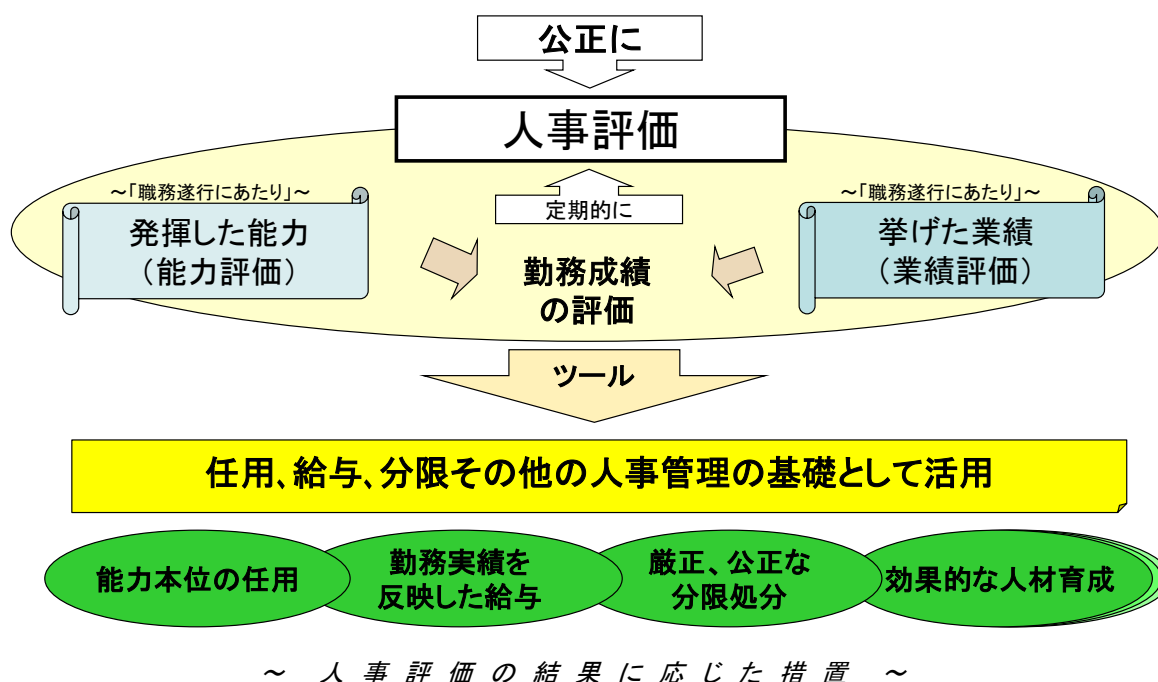 公正に
人事評価
～「職務遂行にあたり」～
発揮した能力
（能力評価）
定期的に
～「職務遂行にあたり」～
挙げた業績
（業績評価）
勤務成績
の評価
ツール
任用、給与、分限その他の人事管理の基礎として活用
能力本位の任用
勤務実績を
反映した給与
厳正、公正な
分限処分
効果的な人材育成
～ 人事評価の結果に応じた措置 ～